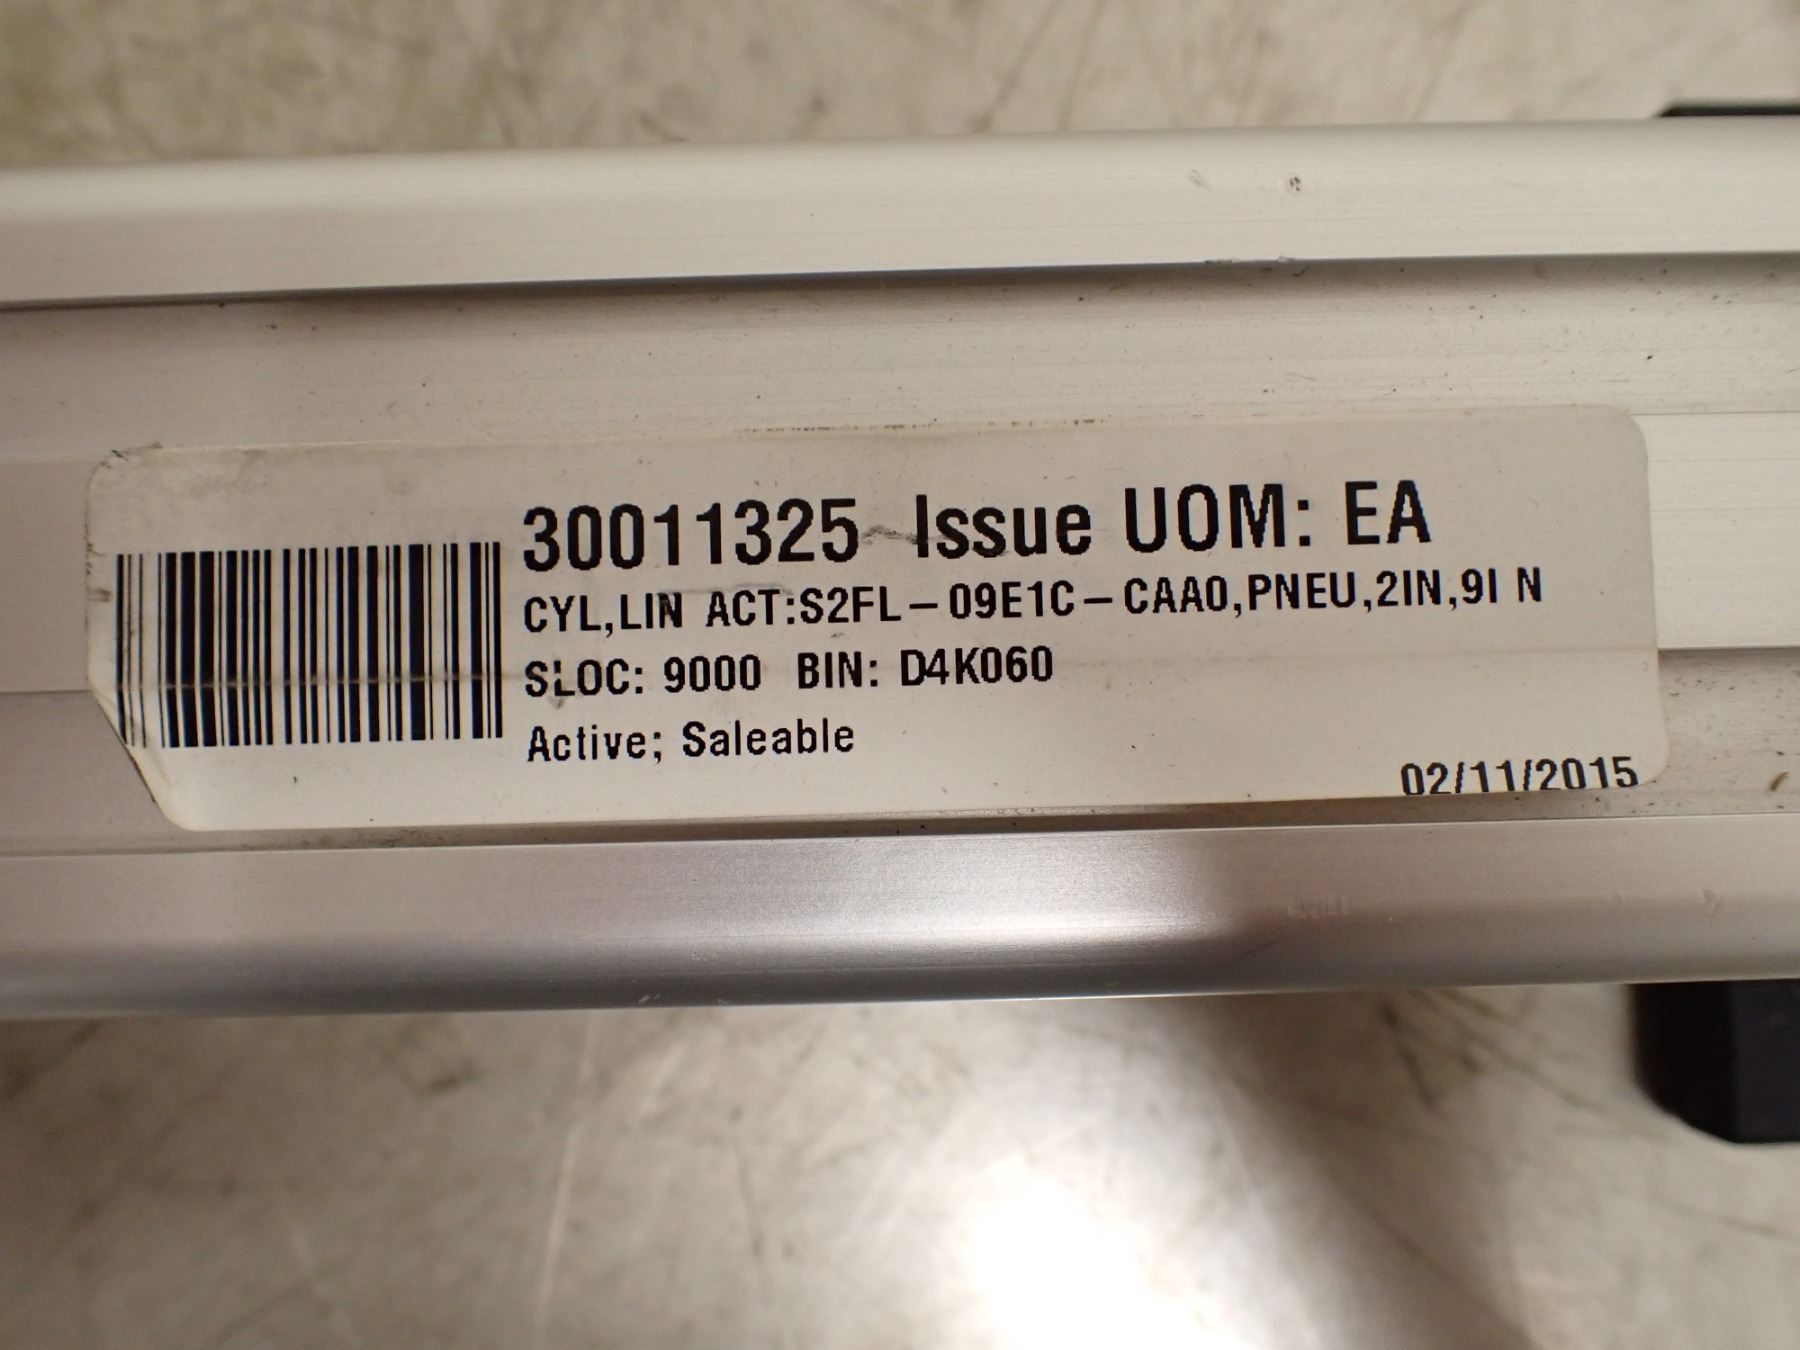 30011325 Issue UOM: EA
CYL,LIN ACT:S2FL-09E1C-CAA0,PNEU,2IN,9I N
SLOC: 9000 BIN: D4K060
Active; Saleable
02/11/2015